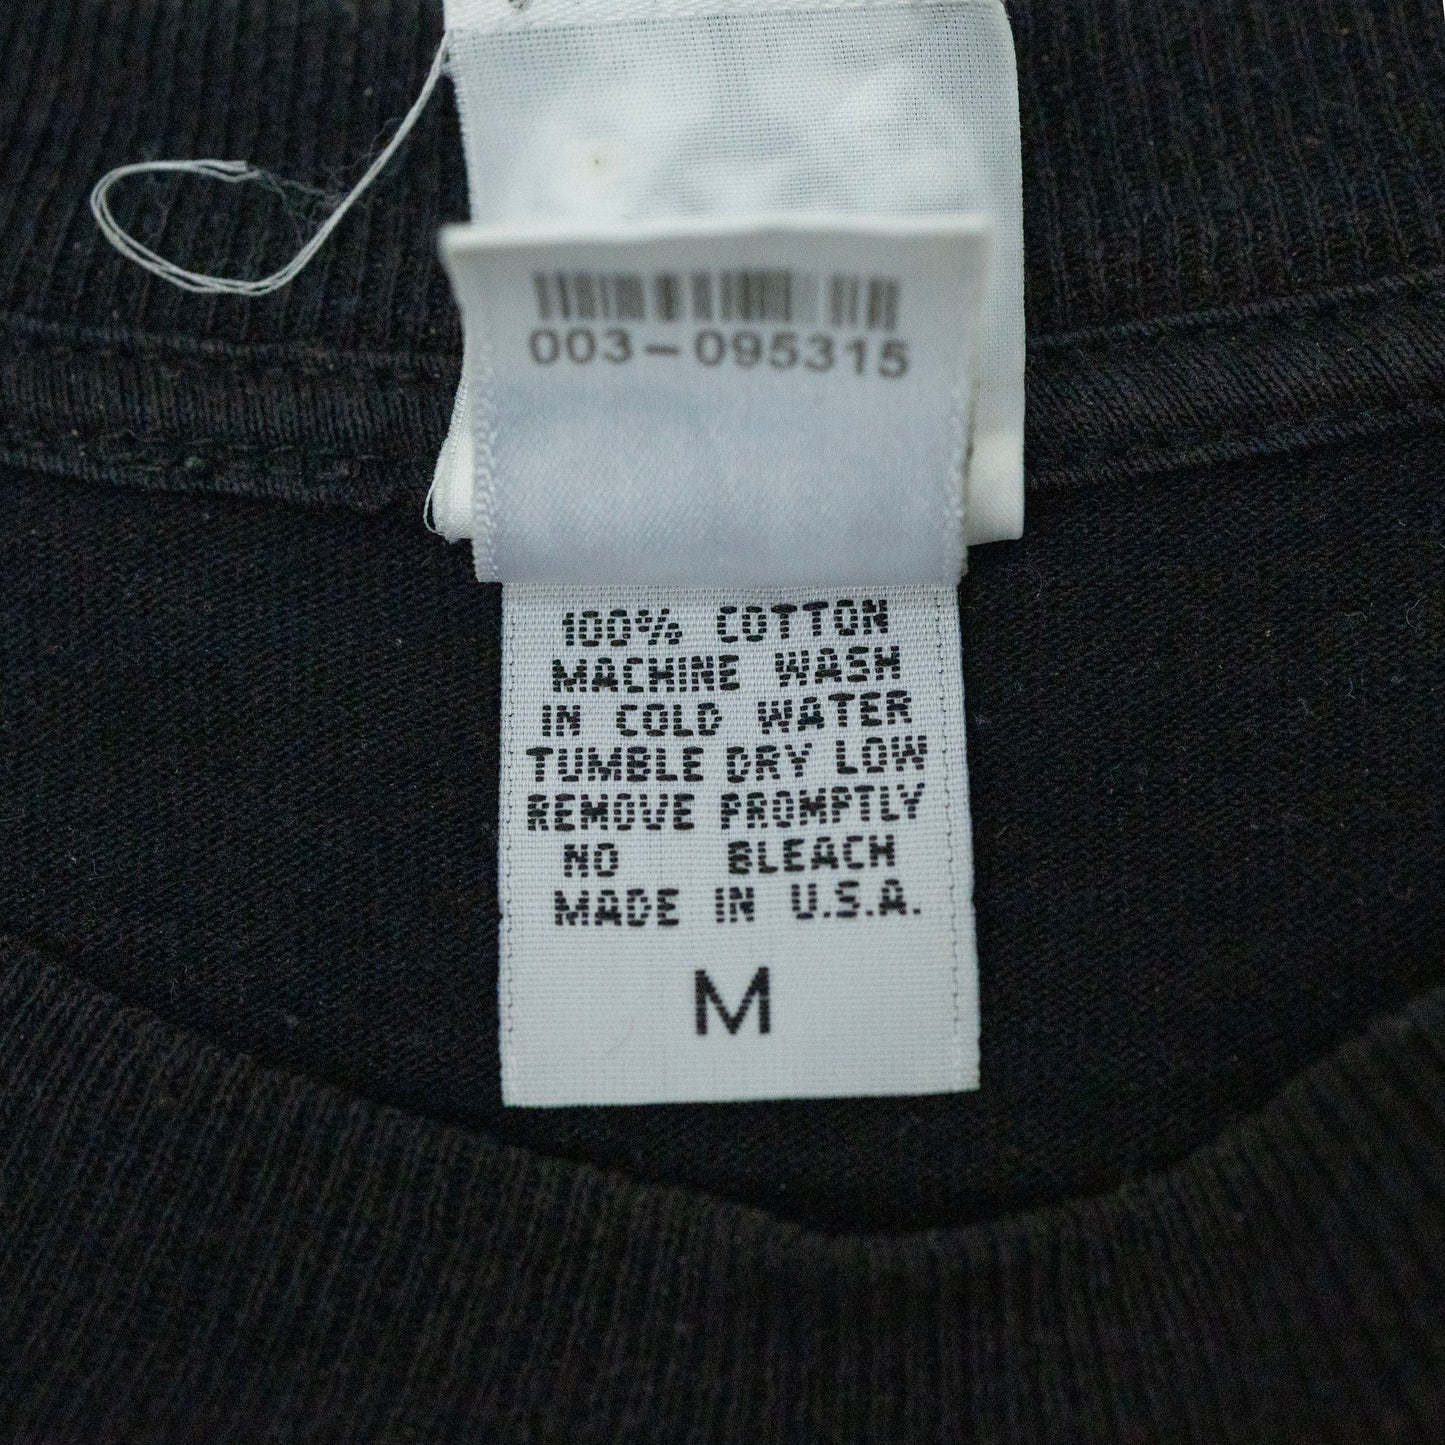 003-095315
100% COTTON
MACHINE WASH
IN COLD WATER
TUMBLE DRY LOW
REMOVE PROMPTLY
NO BLEACH
MADE IN U.S.A.
M